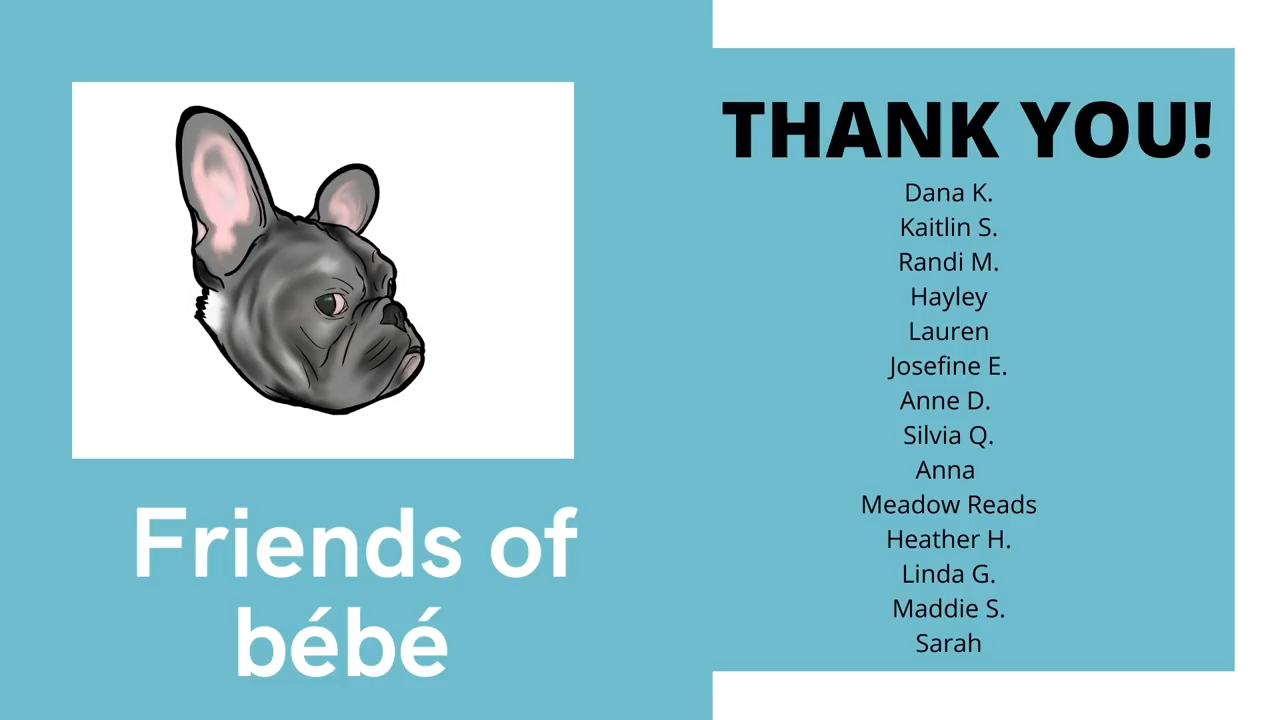 Friends of
bébé
THANK YOU!
Dana K.
Kaitlin S.
Randi M.
Hayley
Lauren
Josefine E.
Anne D.
Silvia Q.
Anna
Meadow Reads
Heather H.
Linda G.
Maddie S.
Sarah